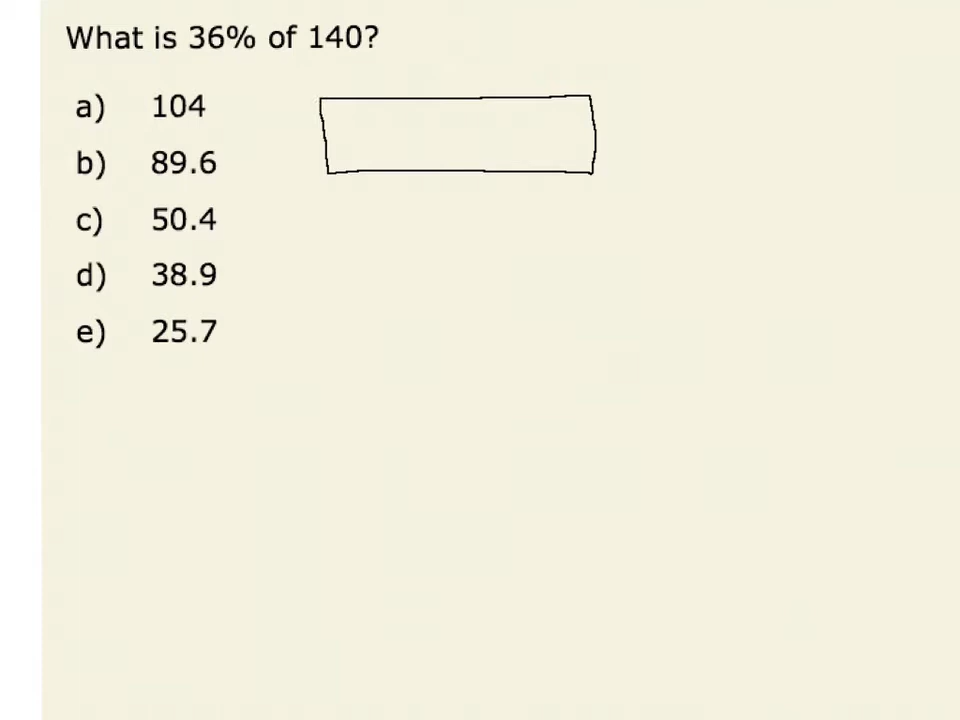 What is 36% of 140?
a) 104
b) 89.6
c) 50.4
d) 38.9
e) 25.7